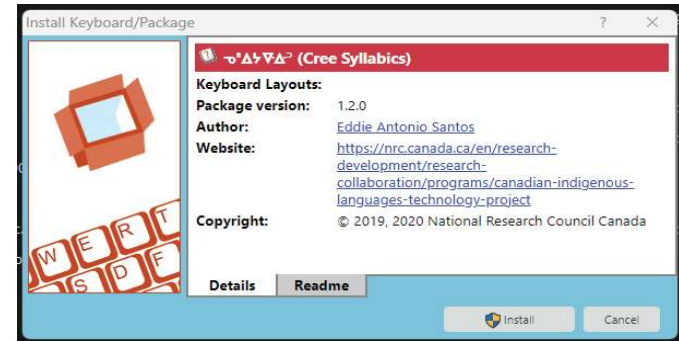 Install Keyboard/Package
ᓀᐦᐃᔭᐍᐏᐣ (Cree Syllabics)
Keyboard Layouts:
Package version: 1.2.0
Author: Eddie Antonio Santos
Website: https://nrc.canada.ca/en/research-
development/research-
collaboration/programs/canadian-indigenous-
languages-technology-project
Copyright: © 2019, 2020 National Research Council Canada
W E R T
S D F
Details Readme
Install Cancel